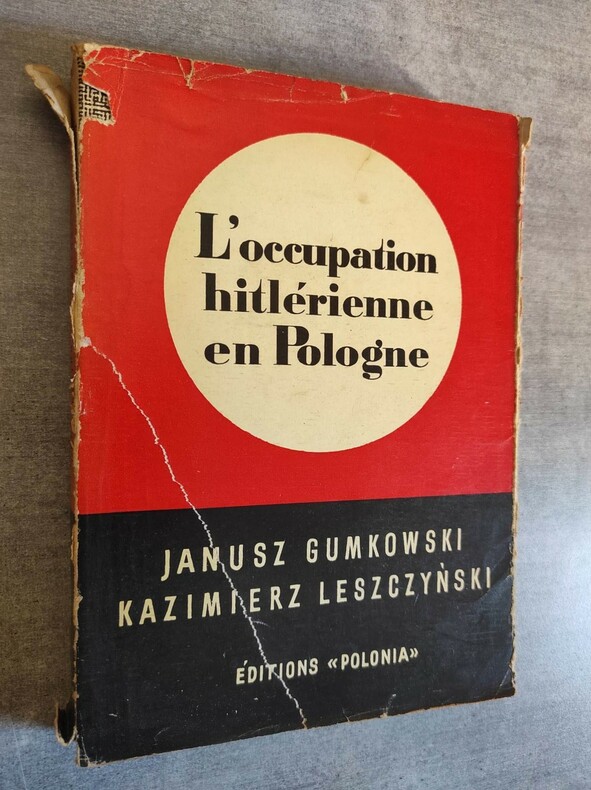 L'occupation
hitlérienne
en Pologne
JANUSZ GUMKOWSKI
KAZIMIERZ LESZCZYŃSKI
ÉDITIONS «POLONIA»